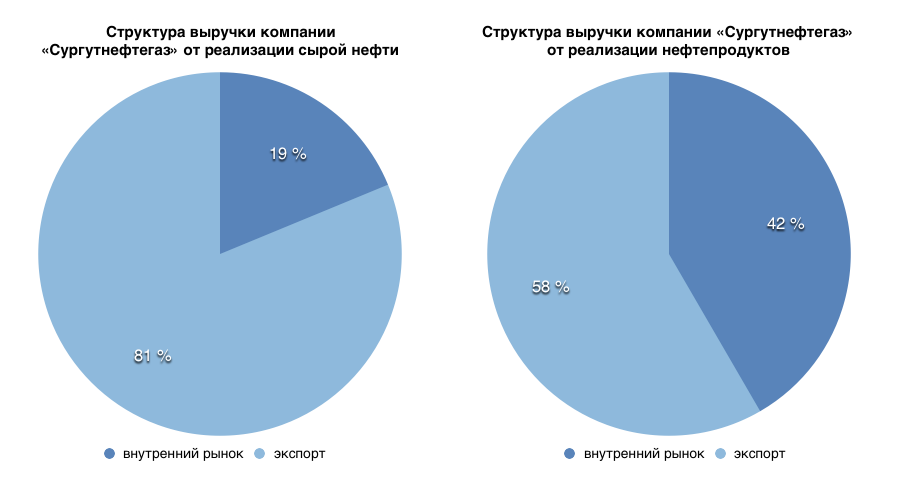 Структура выручки компании
«Сургутнефтегаз» от реализации сырой нефти
19 %
81 %
внутренний рынок
экспорт
Структура выручки компании «Сургутнефтегаз»
от реализации нефтепродуктов
42 %
58 %
внутренний рынок
экспорт